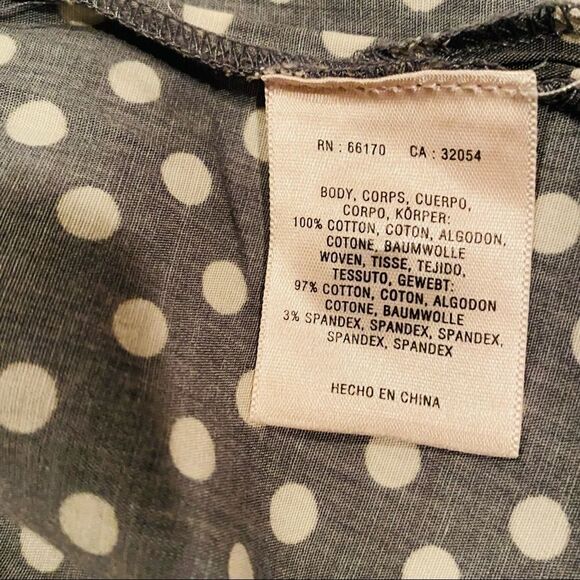 RN : 66170 CA : 32054
BODY, CORPS, CUERPO,
CORPO, KÖRPER:
100% COTTON, COTON, ALGODON,
COTONE, BAUMWOLLE
WOVEN, TISSE, TEJIDO,
TESSUTO, GEWEBT:
97% COTTON, COTON, ALGODON
COTONE, BAUMWOLLE
3% SPANDEX, SPANDEX, SPANDEX,
SPANDEX, SPANDEX
HECHO EN CHINA